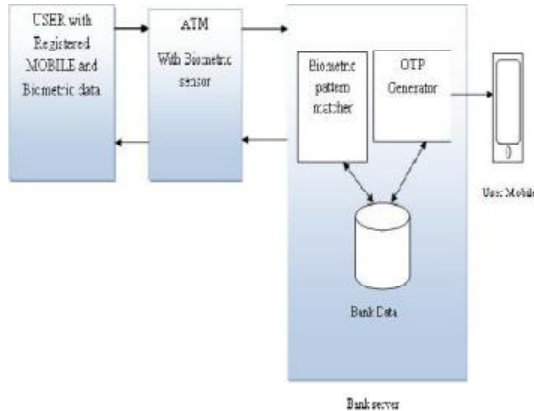 USER with
Registered
MOBILE and
Biometric data
ATM
With Biometric
sensor
Biometric
pattern
matcher
OTP
Generator
User Mobile
Bank Data
Bank server